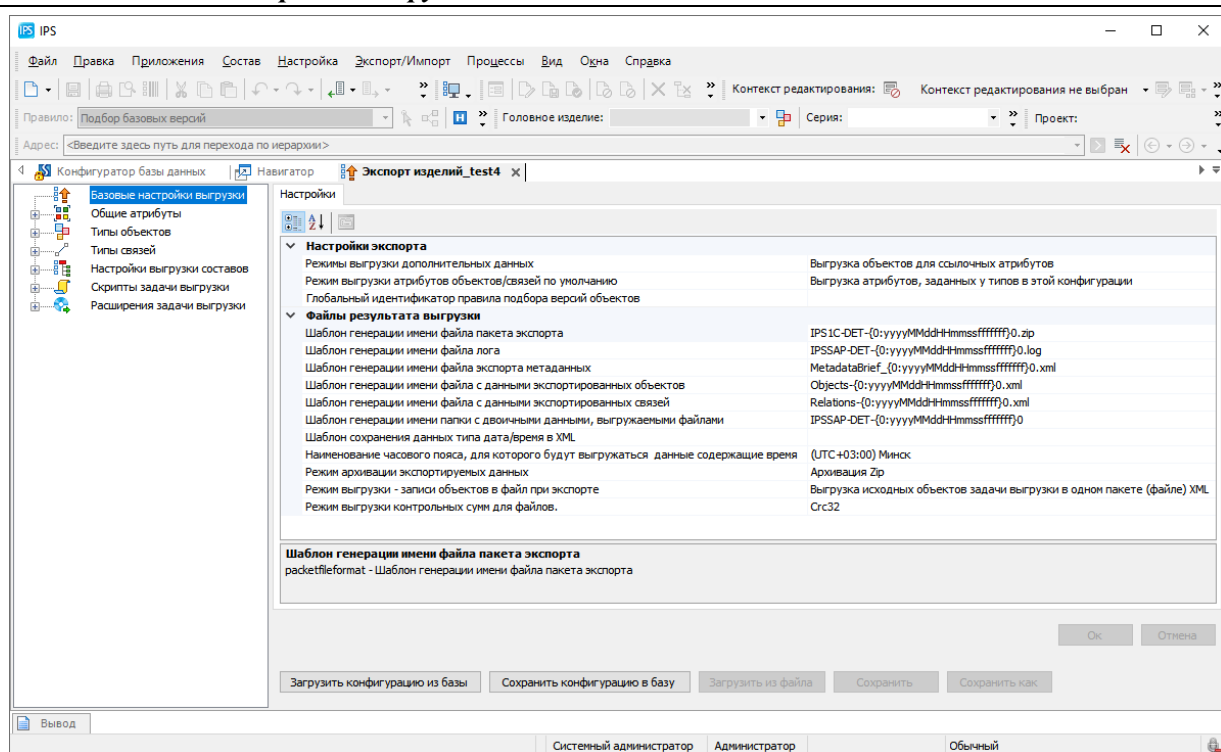 IPS
Файл Правка Приложения Состав Настройка Экспорт/Импорт Процессы Вид Окна Справка
Контекст редактирования: Контекст редактирования не выбран
Правило: Подбор базовых версий Головное изделие: Серия: Проект:
Адрес: <Введите здесь путь для перехода по иерархии>
Конфигуратор базы данных Навигатор Экспорт изделий_test4
Базовые настройки выгрузки
Общие атрибуты
Типы объектов
Типы связей
Настройки выгрузки составов
Скрипты задачи выгрузки
Расширения задачи выгрузки
Настройки
Настройки экспорта
Режимы выгрузки дополнительных данных Выгрузка объектов для ссылочных атрибутов
Режим выгрузки атрибутов объектов/связей по умолчанию Выгрузка атрибутов, заданных у типов в этой конфигурации
Глобальный идентификатор правила подбора версий объектов
Файлы результата выгрузки
Шаблон генерации имени файла пакета экспорта IPS1C-DET-{0:yyyyMMddHHmmssfffffff}0.zip
Шаблон генерации имени файла лога IPSSAP-DET-{0:yyyyMMddHHmmssfffffff}0.log
Шаблон генерации имени файла экспорта метаданных MetadataBrief_{0:yyyyMMddHHmmssfffffff}0.xml
Шаблон генерации имени файла с данными экспортированных объектов Objects-{0:yyyyMMddHHmmssfffffff}0.xml
Шаблон генерации имени файла с данными экспортированных связей Relations-{0:yyyyMMddHHmmssfffffff}0.xml
Шаблон генерации имени папки с двоичными данными, выгружаемыми файлами IPSSAP-DET-{0:yyyyMMddHHmmssfffffff}0
Шаблон сохранения данных типа дата/время в XML
Наименование часового пояса, для которого будут выгружаться данные содержащие время (UTC+03:00) Минск
Режим архивации экспортируемых данных Архивация Zip
Режим выгрузки - записи объектов в файл при экспорте Выгрузка исходных объектов задачи выгрузки в одном пакете (файле) XML
Режим выгрузки контрольных сумм для файлов. Crc32
Шаблон генерации имени файла пакета экспорта
packetfileformat - Шаблон генерации имени файла пакета экспорта
Ок Отмена
Загрузить конфигурацию из базы Сохранить конфигурацию в базу Загрузить из файла Сохранить Сохранить как
Вывод
Системный администратор Администратор Обычный